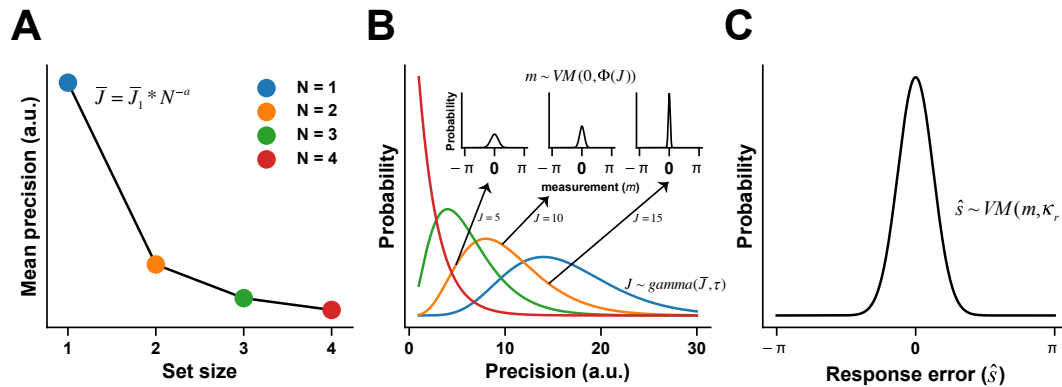 A
Mean precision (a.u.)
J̅ = J̅₁ * N⁻ᵃ
N = 1
N = 2
N = 3
N = 4
1 2 3 4
Set size
B
Probability
m ~ VM(0,Φ(J))
Probability
−π 0 π −π 0 π −π 0 π
measurement (m)
J = 5 J = 10 J = 15
J ~ gamma(J̅,τ)
0 10 20 30
Precision (a.u.)
C
Probability
ŝ ~ VM(m,κᵣ
−π 0 π
Response error (ŝ)